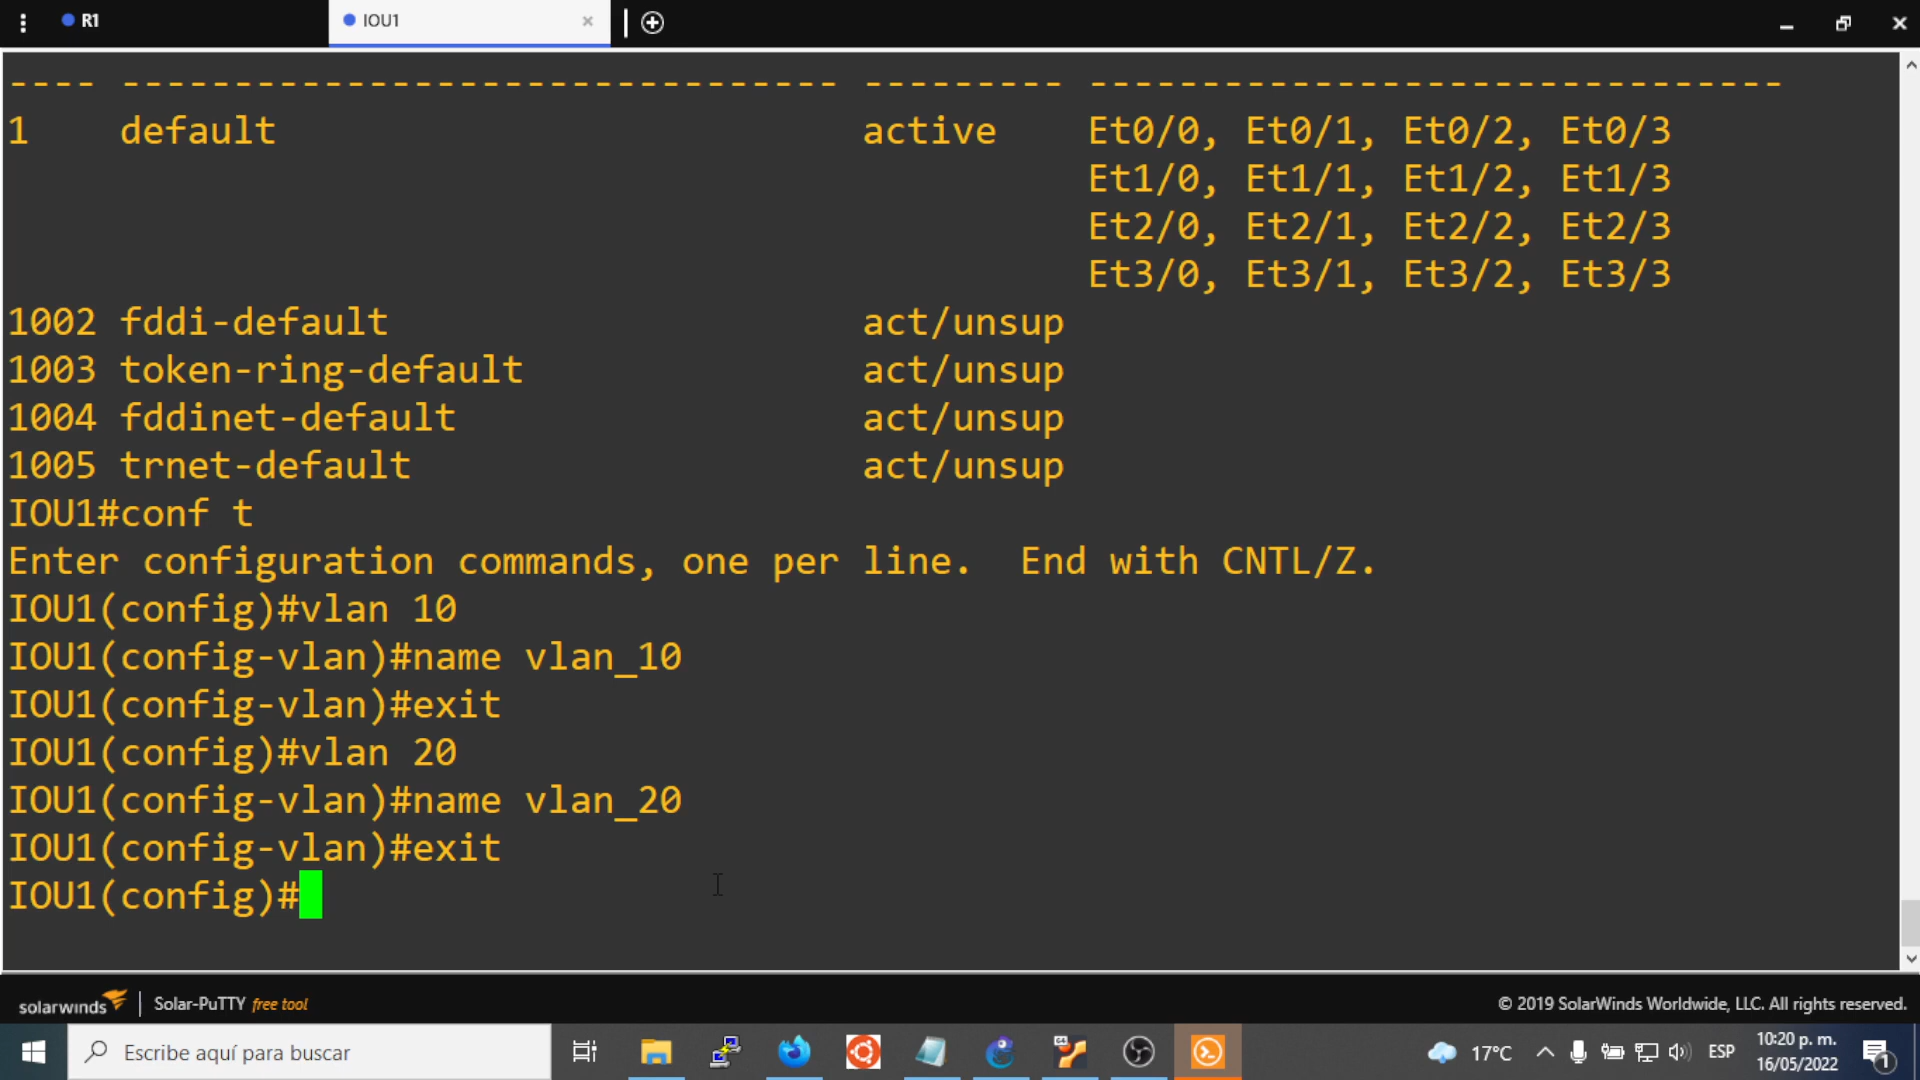 R1 IOU1
---- -------------------------------- --------- -------------------------------
1    default                          active    Et0/0, Et0/1, Et0/2, Et0/3
                                                Et1/0, Et1/1, Et1/2, Et1/3
                                                Et2/0, Et2/1, Et2/2, Et2/3
                                                Et3/0, Et3/1, Et3/2, Et3/3
1002 fddi-default                     act/unsup
1003 token-ring-default               act/unsup
1004 fddinet-default                  act/unsup
1005 trnet-default                    act/unsup
IOU1#conf t
Enter configuration commands, one per line.  End with CNTL/Z.
IOU1(config)#vlan 10
IOU1(config-vlan)#name vlan_10
IOU1(config-vlan)#exit
IOU1(config)#vlan 20
IOU1(config-vlan)#name vlan_20
IOU1(config-vlan)#exit
IOU1(config)#
solarwinds | Solar-PuTTY free tool © 2019 SolarWinds Worldwide, LLC. All rights reserved.
Escribe aquí para buscar 17°C ESP 10:20 p. m.
16/05/2022 1